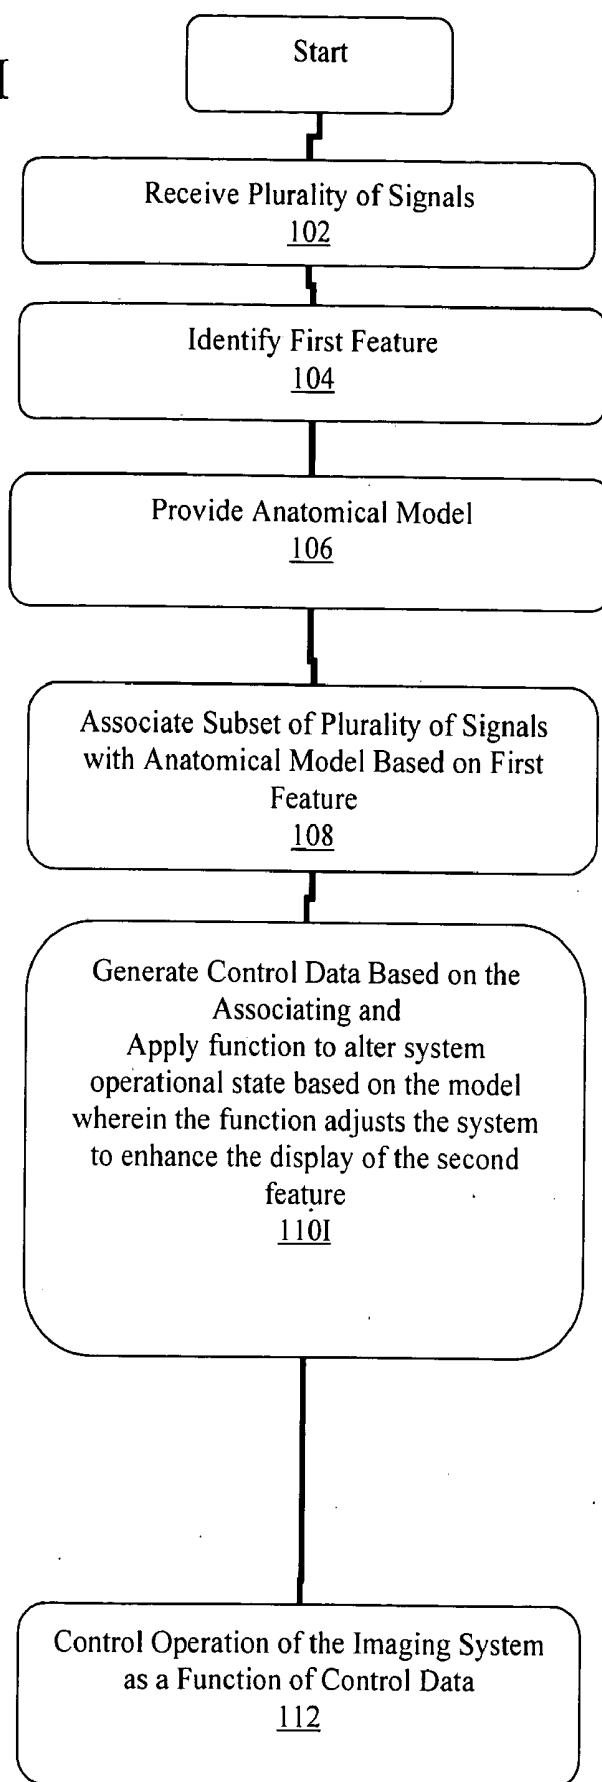 I
Start
Receive Plurality of Signals
102
Identify First Feature
104
Provide Anatomical Model
106
Associate Subset of Plurality of Signals
with Anatomical Model Based on First
Feature
108
Generate Control Data Based on the
Associating and
Apply function to alter system
operational state based on the model
wherein the function adjusts the system
to enhance the display of the second
feature
110I
Control Operation of the Imaging System
as a Function of Control Data
112